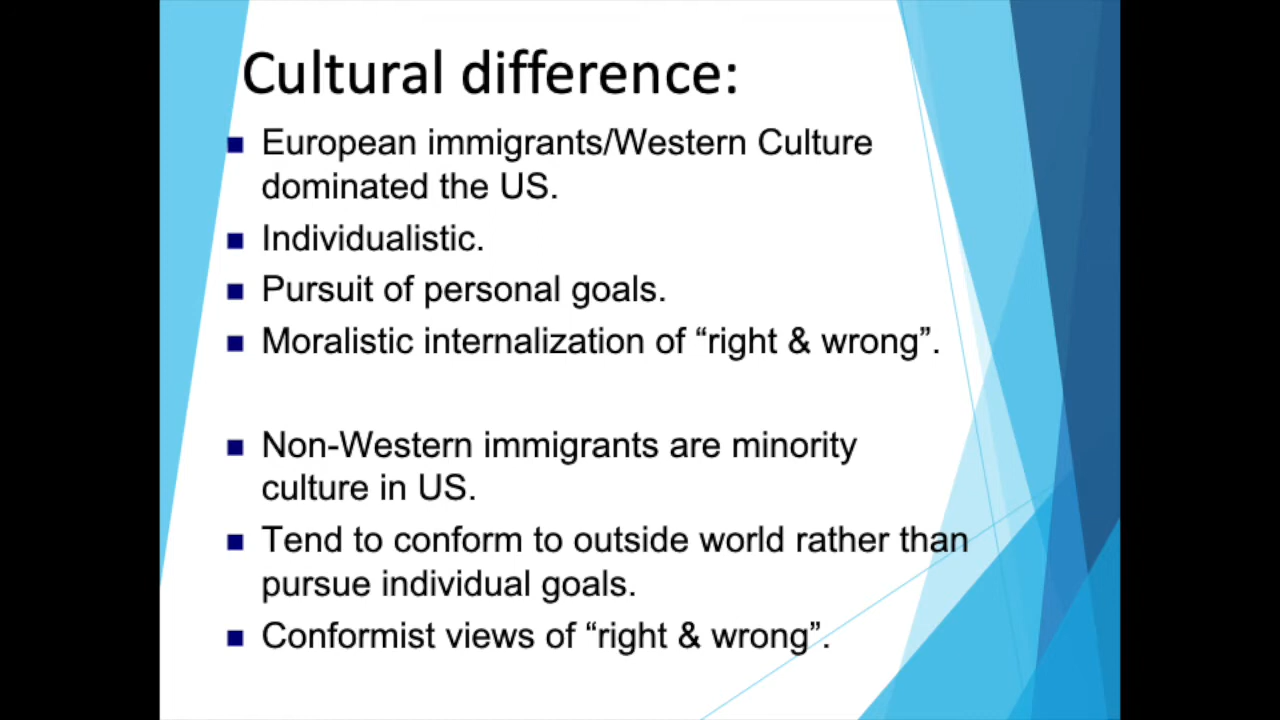 Cultural difference:
■ European immigrants/Western Culture
dominated the US.
■ Individualistic.
■ Pursuit of personal goals.
■ Moralistic internalization of “right & wrong”.
■ Non-Western immigrants are minority
culture in US.
■ Tend to conform to outside world rather than
pursue individual goals.
■ Conformist views of “right & wrong”.